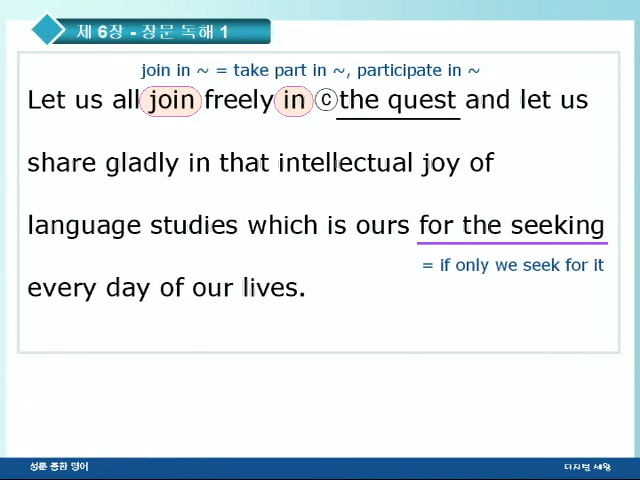 제 6장 - 장문 독해 1
join in ~ = take part in ~, participate in ~
Let us all join freely in ⓒthe quest and let us
share gladly in that intellectual joy of
language studies which is ours for the seeking
= if only we seek for it
every day of our lives.
성문 종합 영어
디지털 세왕